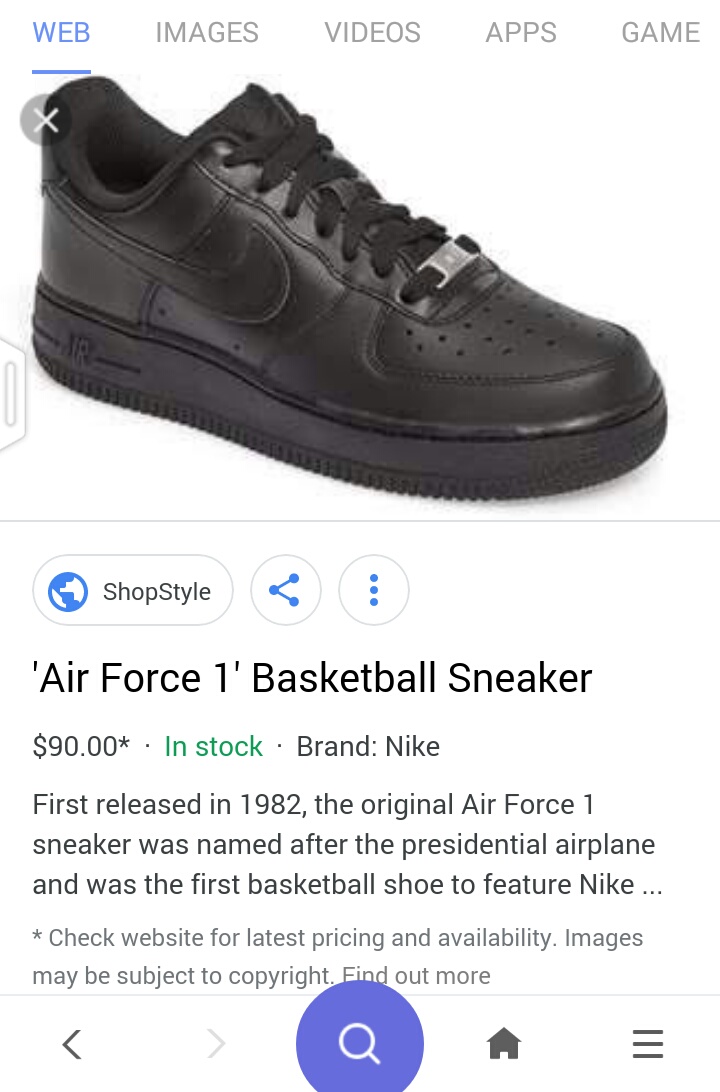 WEB IMAGES VIDEOS APPS GAME
AIR
ShopStyle
'Air Force 1' Basketball Sneaker
$90.00* · In stock · Brand: Nike
First released in 1982, the original Air Force 1
sneaker was named after the presidential airplane
and was the first basketball shoe to feature Nike ...
* Check website for latest pricing and availability. Images
may be subject to copyright. Find out more